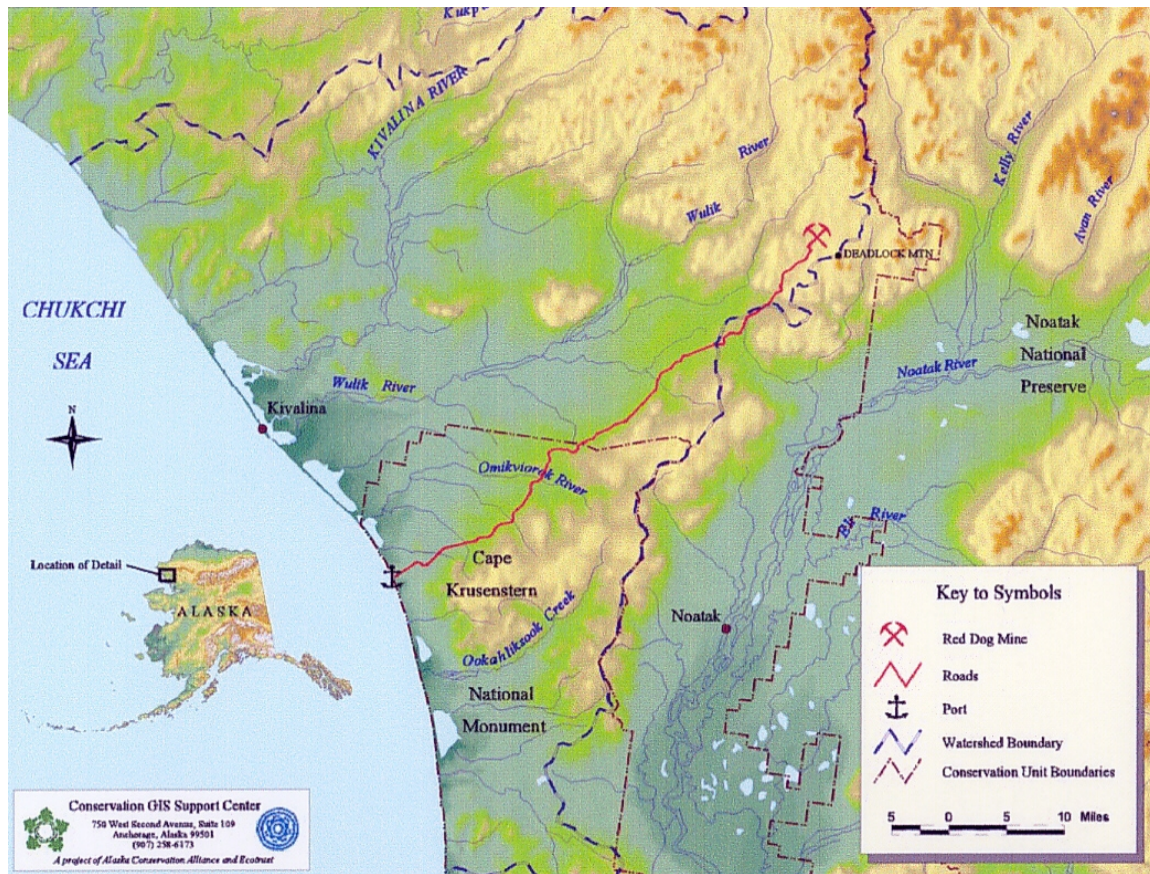 KIVALINA RIVER
River
Wulik
Kelly River
Avan River
DEADLOCK MTN
CHUKCHI
SEA
Noatak
National
Preserve
Noatak River
Wulik River
Kivalina
N
Omikviorok River
Elk River
Location of Detail
ALASKA
Cape
Krusenstern
Noatak
Ookahliksook Creek
National
Monument
Key to Symbols
Red Dog Mine
Roads
Port
Watershed Boundary
Conservation Unit Boundaries
5 0 5 10 Miles
Conservation GIS Support Center
750 West Second Avenue, Suite 109
Anchorage, Alaska 99501
(907) 258-6173
A project of Alaska Conservation Alliance and Ecotrust